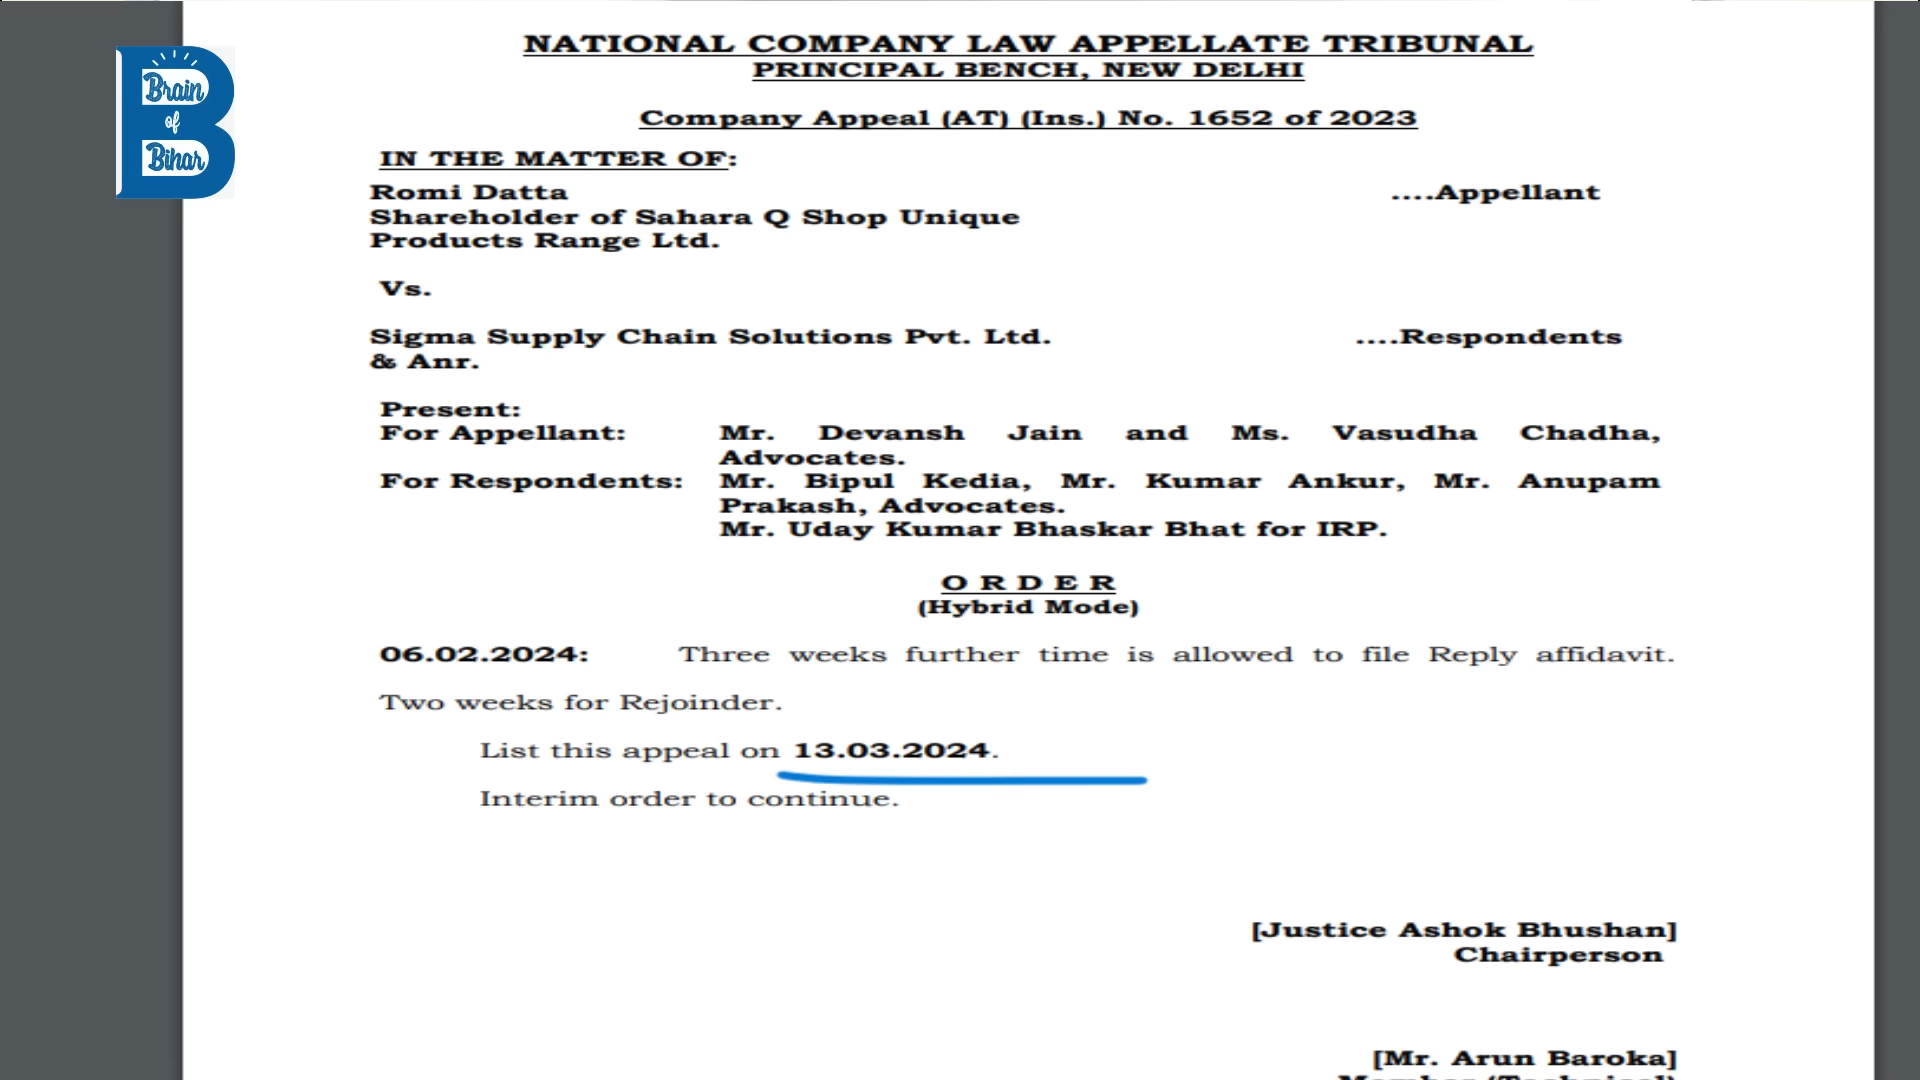 Brain
of
Bihar
NATIONAL COMPANY LAW APPELLATE TRIBUNAL
PRINCIPAL BENCH, NEW DELHI
Company Appeal (AT) (Ins.) No. 1652 of 2023
IN THE MATTER OF:
Romi Datta ....Appellant
Shareholder of Sahara Q Shop Unique
Products Range Ltd.
Vs.
Sigma Supply Chain Solutions Pvt. Ltd. ....Respondents
& Anr.
Present:
For Appellant: Mr. Devansh Jain and Ms. Vasudha Chadha,
Advocates.
For Respondents: Mr. Bipul Kedia, Mr. Kumar Ankur, Mr. Anupam
Prakash, Advocates.
Mr. Uday Kumar Bhaskar Bhat for IRP.
O R D E R
(Hybrid Mode)
06.02.2024: Three weeks further time is allowed to file Reply affidavit.
Two weeks for Rejoinder.
List this appeal on 13.03.2024.
Interim order to continue.
[Justice Ashok Bhushan]
Chairperson
[Mr. Arun Baroka]
Member (Technical)